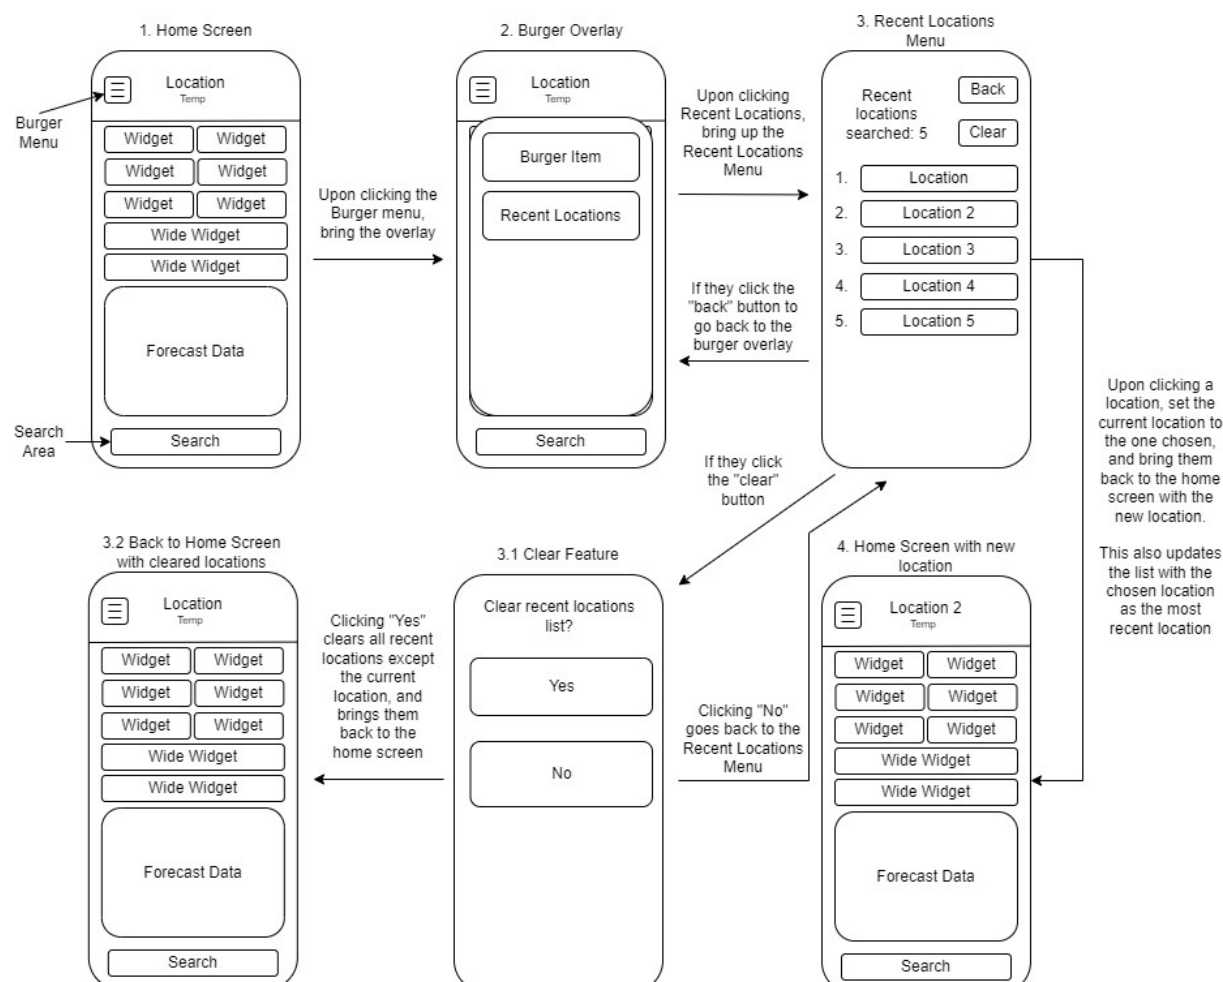 1. Home Screen
Burger
Menu
Location
Temp
Widget
Widget
Widget
Widget
Widget
Widget
Wide Widget
Wide Widget
Forecast Data
Search
Area
Search
Upon clicking the
Burger menu,
bring the overlay
2. Burger Overlay
Location
Temp
Burger Item
Recent Locations
Search
Upon clicking
Recent Locations,
bring up the
Recent Locations
Menu
If they click the
"back" button to
go back to the
burger overlay
3. Recent Locations
Menu
Recent
locations
searched: 5
Back
Clear
1. Location
2. Location 2
3. Location 3
4. Location 4
5. Location 5
If they click
the "clear"
button
Upon clicking a
location, set the
current location to
the one chosen,
and bring them
back to the home
screen with the
new location.
This also updates
the list with the
chosen location
as the most
recent location
3.2 Back to Home Screen
with cleared locations
Location
Temp
Widget
Widget
Widget
Widget
Widget
Widget
Wide Widget
Wide Widget
Forecast Data
Search
Clicking "Yes"
clears all recent
locations except
the current
location, and
brings them
back to the
home screen
3.1 Clear Feature
Clear recent locations
list?
Yes
No
Clicking "No"
goes back to the
Recent Locations
Menu
4. Home Screen with new
location
Location 2
Temp
Widget
Widget
Widget
Widget
Widget
Widget
Wide Widget
Wide Widget
Forecast Data
Search